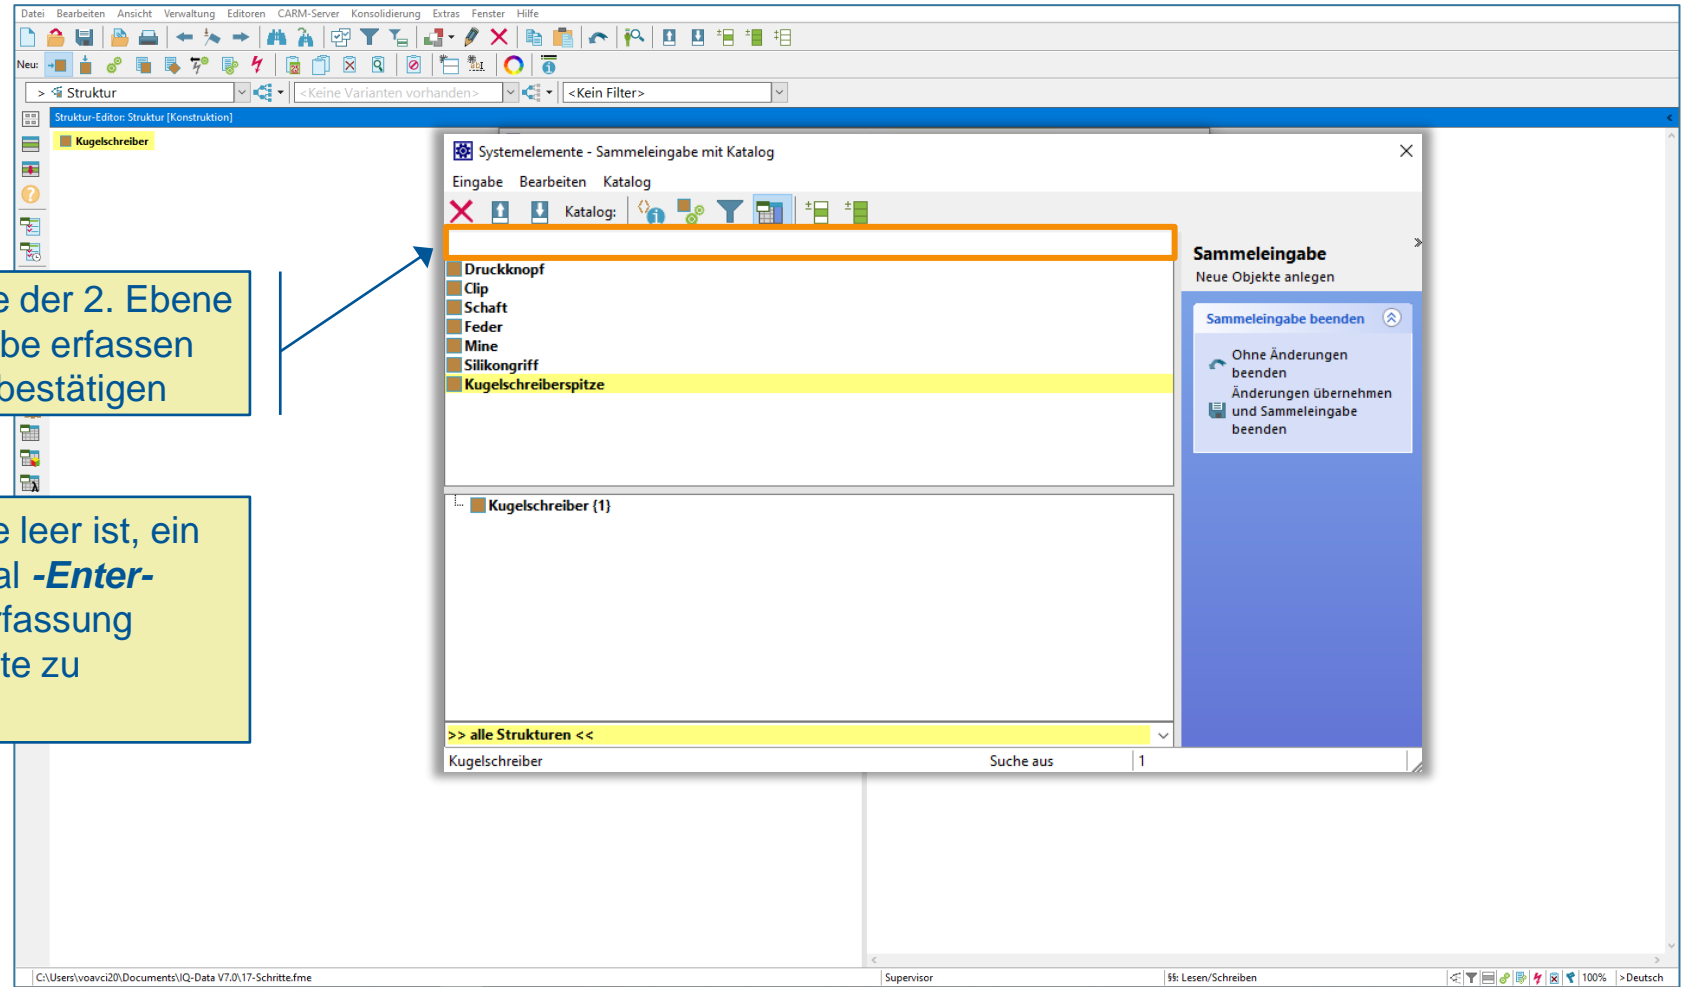 Datei Bearbeiten Ansicht Verwaltung Editoren CARM-Server Konsolidierung Extras Fenster Hilfe
Neu:
> Struktur <Keine Varianten vorhanden> <Kein Filter>
Struktur-Editor: Struktur [Konstruktion]
Kugelschreiber
Systemelemente - Sammeleingabe mit Katalog
Eingabe Bearbeiten Katalog
Katalog:
Druckknopf
Clip
Schaft
Feder
Mine
Silikongriff
Kugelschreiberspitze
Sammeleingabe
Neue Objekte anlegen
Sammeleingabe beenden
Ohne Änderungen
beenden
Änderungen übernehmen
und Sammeleingabe
beenden
e der 2. Ebene
be erfassen
bestätigen
e leer ist, ein
al -Enter-
rfassung
te zu
Kugelschreiber {1}
>> alle Strukturen <<
Kugelschreiber Suche aus 1
C:\Users\voavci20\Documents\IQ-Data V7.0\17-Schritte.fme Supervisor §§: Lesen/Schreiben 100% >Deutsch